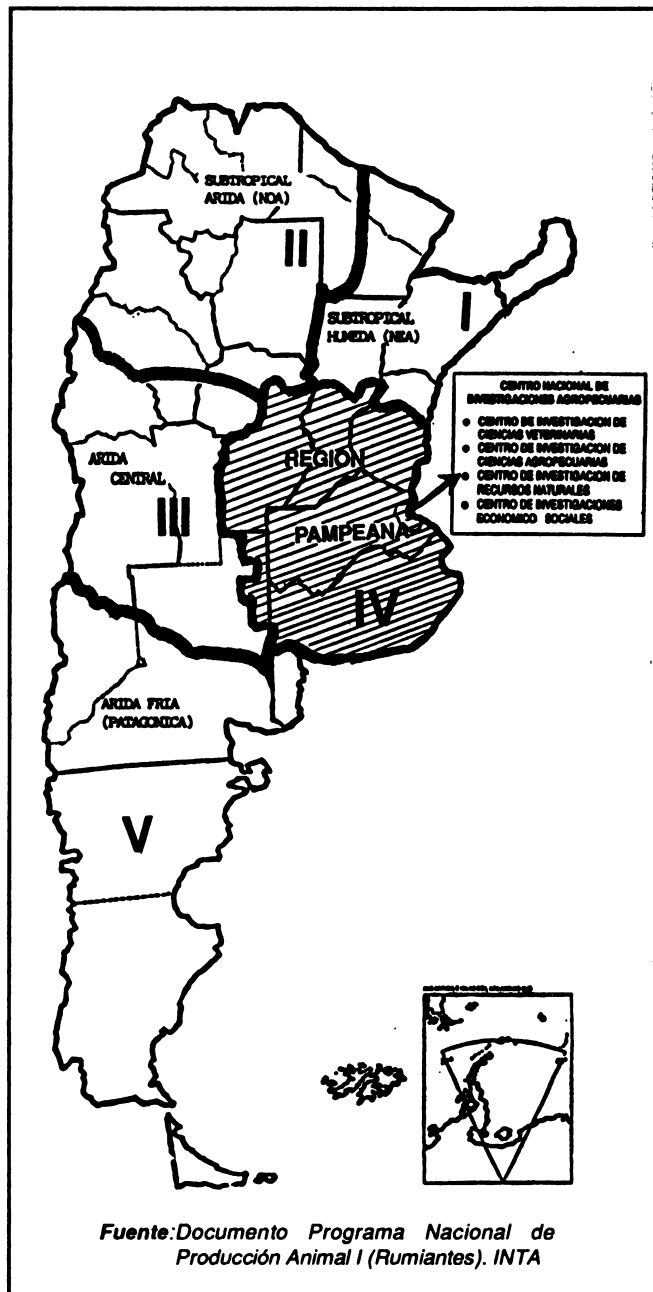 SUBTROPICAL
ARIDA (NOA)
II
I
SUBTROPICAL
HUMEDA (NEA)
CENTRO NACIONAL DE
INVESTIGACIONES AGROPECUARIAS
• CENTRO DE INVESTIGACION DE
CIENCIAS VETERINARIAS
• CENTRO DE INVESTIGACION DE
CIENCIAS AGROPECUARIAS
• CENTRO DE INVESTIGACION DE
RECURSOS NATURALES
• CENTRO DE INVESTIGACIONES
ECONOMICO SOCIALES
REGION
ARIDA
CENTRAL
III
PAMPEANA
IV
ARIDA FRIA
(PATAGONICA)
V
Fuente:Documento Programa Nacional de
Producción Animal I (Rumiantes). INTA